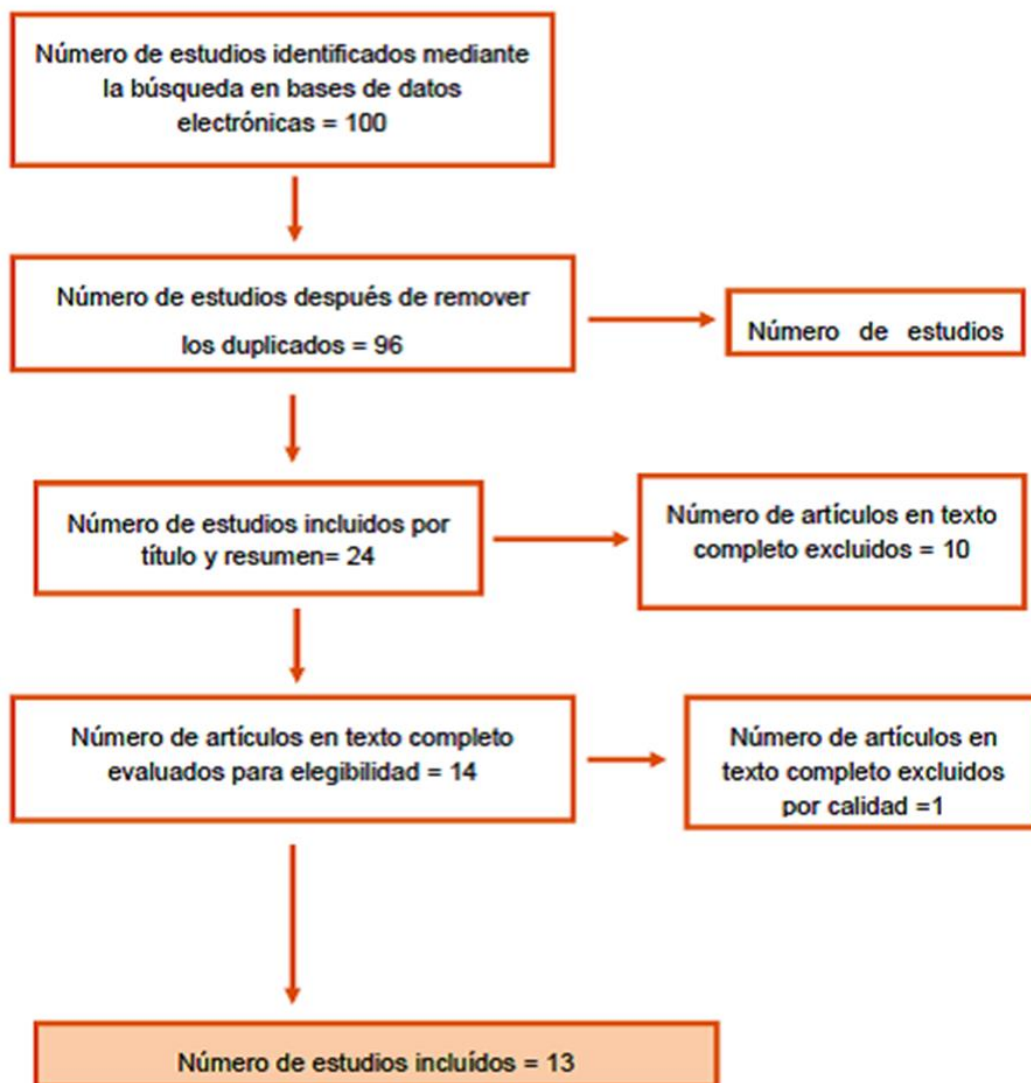 Número de estudios identificados mediante
la búsqueda en bases de datos
electrónicas = 100
Número de estudios después de remover
los duplicados = 96
Número de estudios
Número de estudios incluidos por
título y resumen= 24
Número de artículos en texto
completo excluidos = 10
Número de artículos en texto completo
evaluados para elegibilidad = 14
Número de artículos en
texto completo excluidos
por calidad =1
Número de estudios incluídos = 13